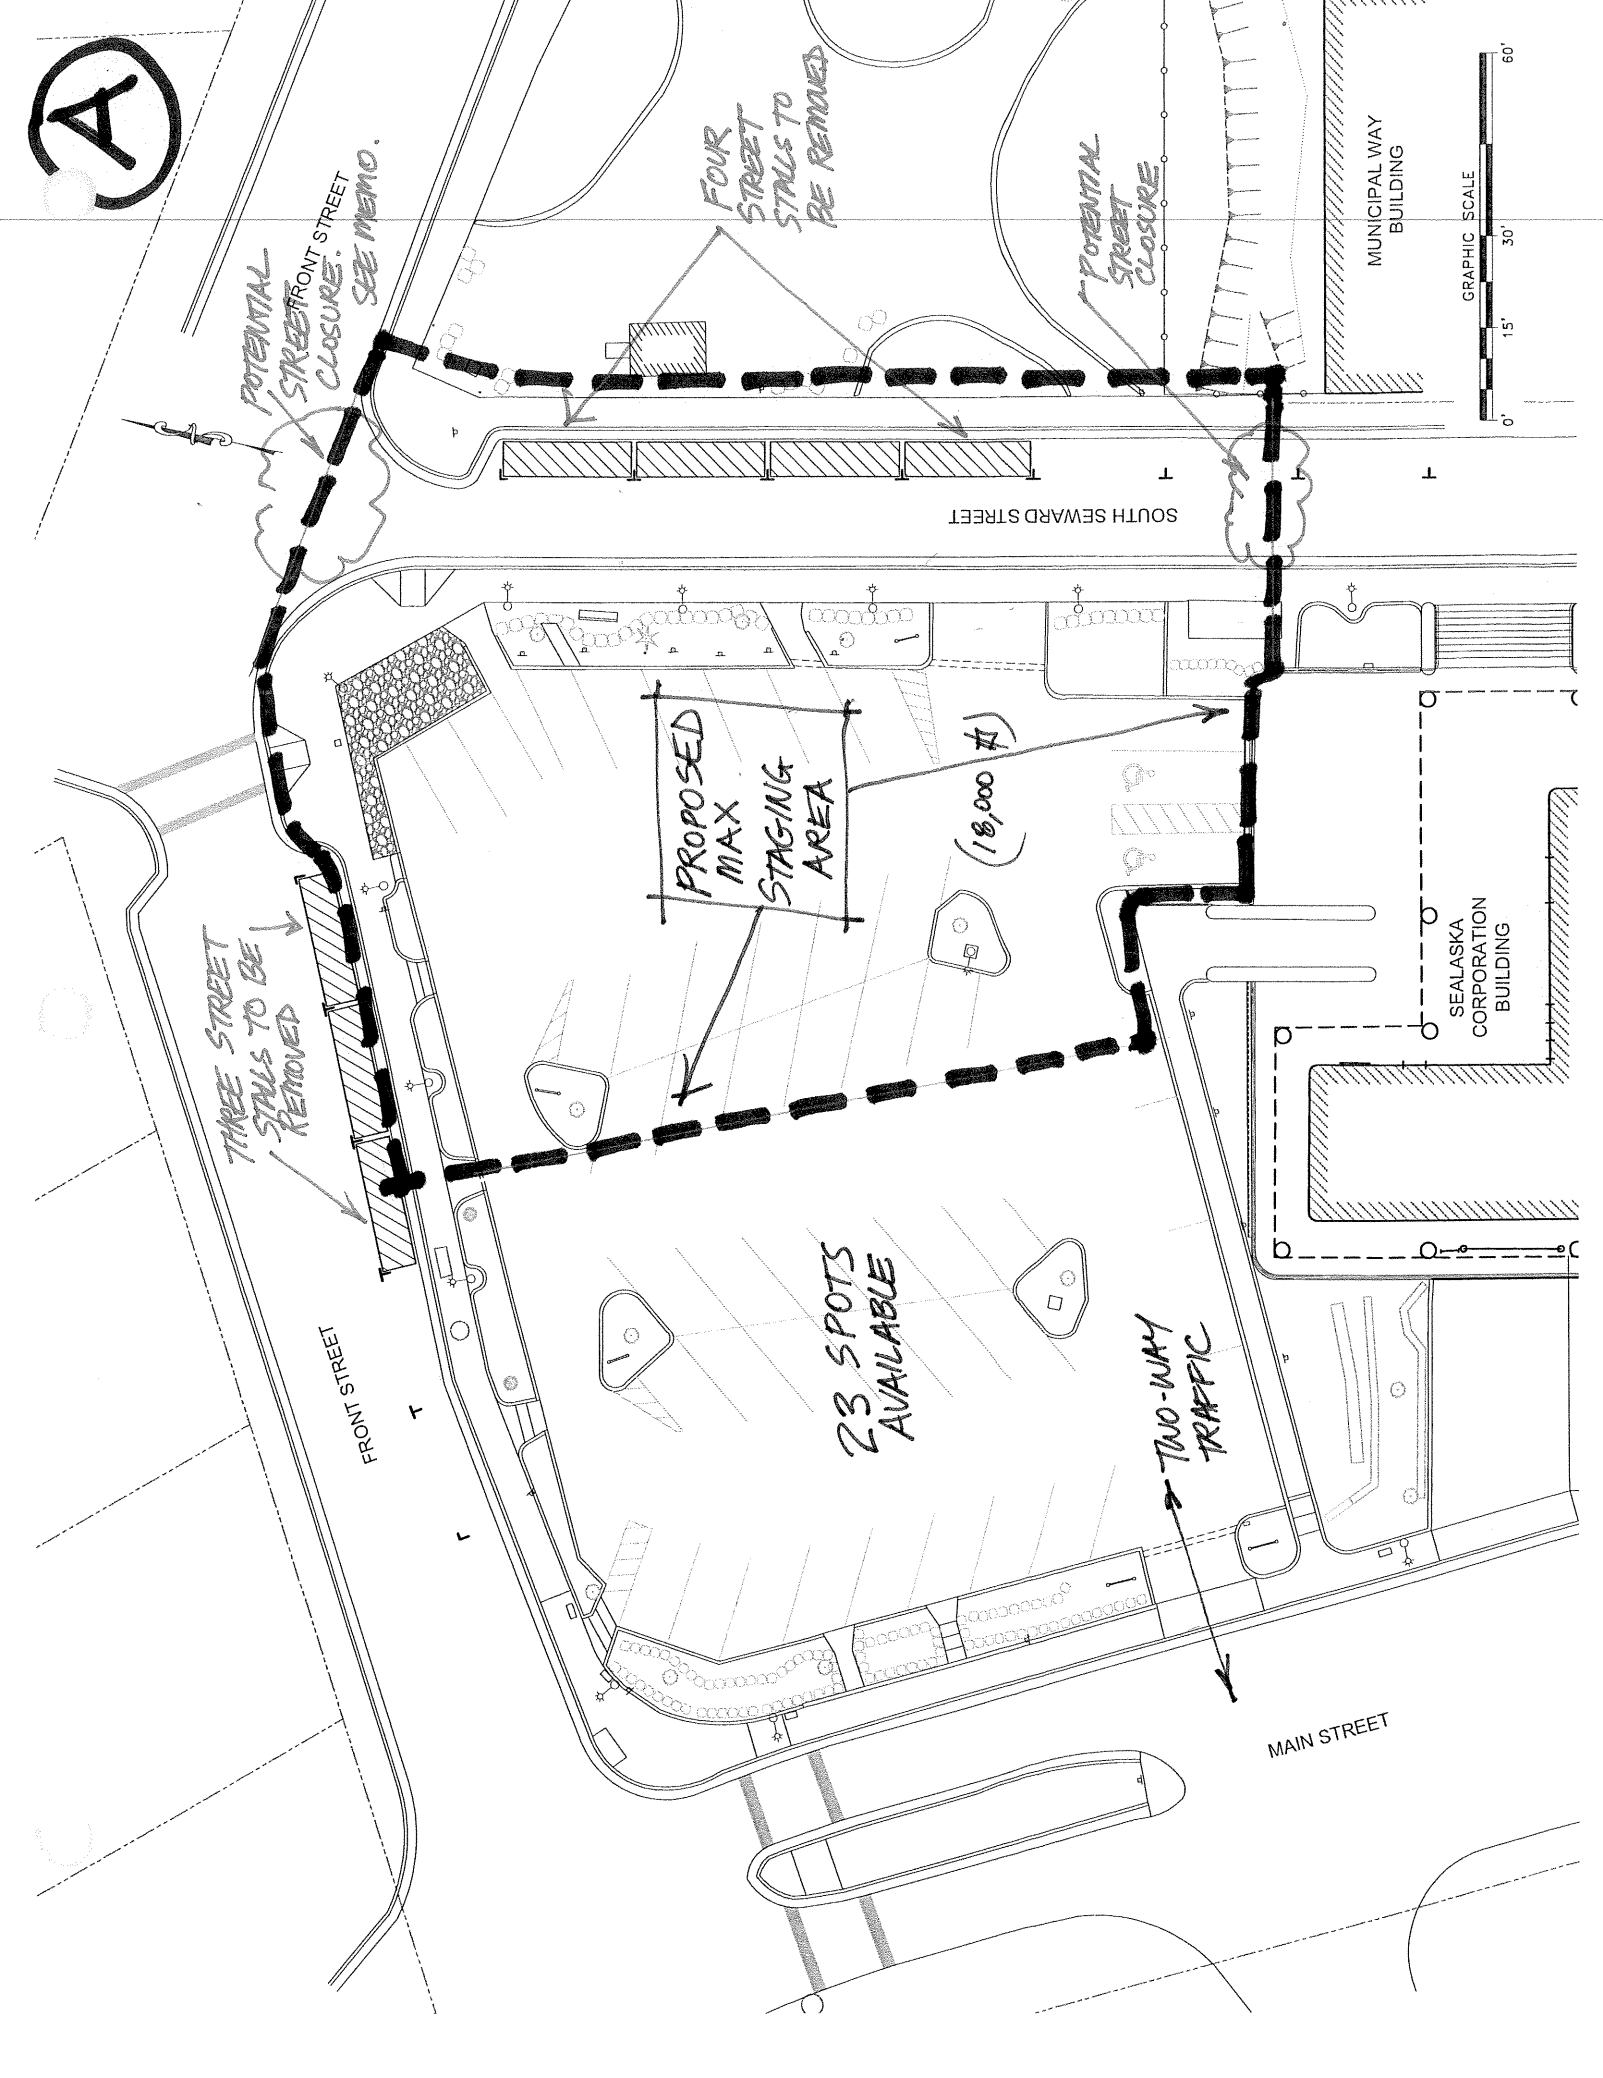 A
POTENTIAL
STREET
CLOSURE.
SEE MEMO.
FRONT STREET
FOUR
STREET
STALLS TO
BE REMOVED
POTENTIAL
STREET
CLOSURE
MUNICIPAL WAY
BUILDING
GRAPHIC SCALE
0' 15' 30' 60'
SOUTH SEWARD STREET
PROPOSED
MAX
STAGING
AREA
(18,000 #)
THREE STREET
STALLS TO BE
REMOVED
SEALASKA
CORPORATION
BUILDING
FRONT STREET
23 SPOTS
AVAILABLE
TWO-WAY
TRAFFIC
MAIN STREET